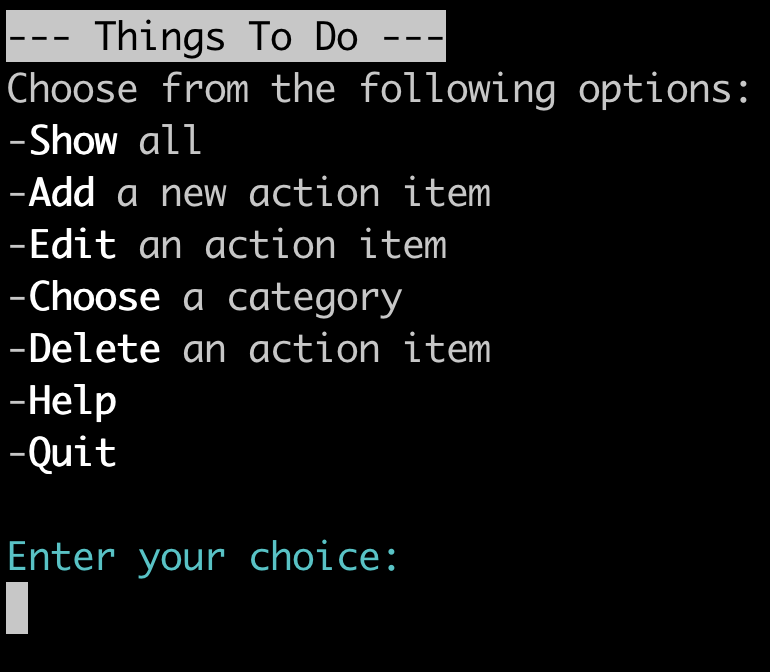 --- Things To Do ---
Choose from the following options:
-Show all
-Add a new action item
-Edit an action item
-Choose a category
-Delete an action item
-Help
-Quit
Enter your choice: